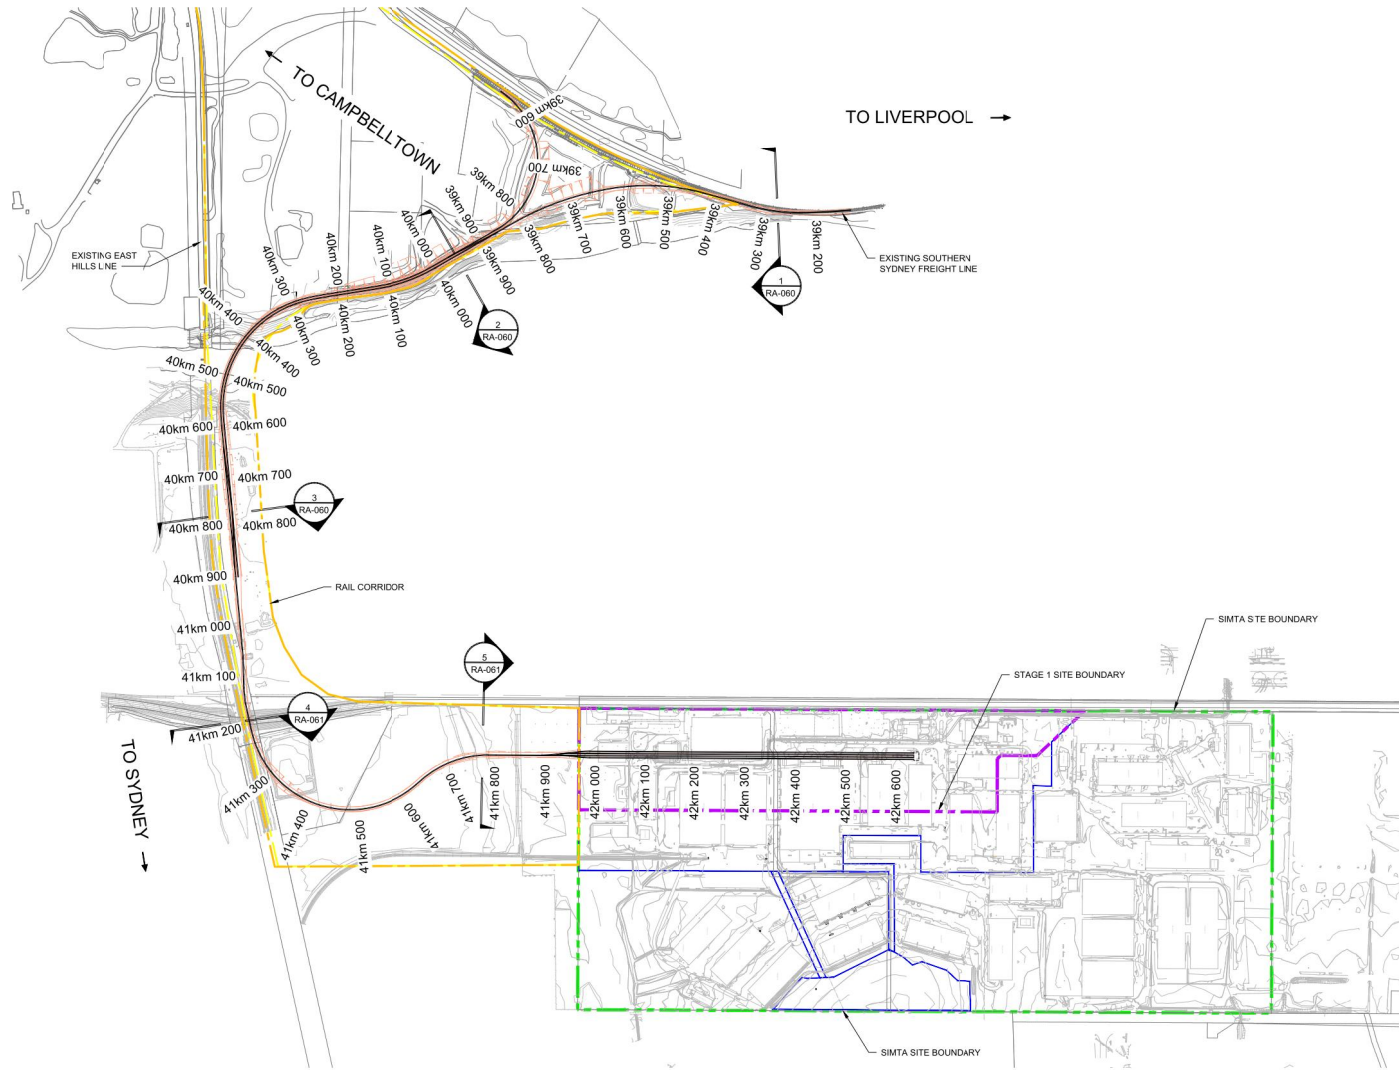 TO CAMPBELLTOWN
TO LIVERPOOL
39km 600
39km 700
39km 800
39km 900
40km 000
40km 100
40km 200
40km 300
40km 400
40km 500
40km 600
40km 700
40km 800
40km 900
41km 000
41km 100
41km 200
41km 300
41km 400
41km 500
41km 600
41km 700
41km 800
41km 900
42km 000
42km 100
42km 200
42km 300
42km 400
42km 500
42km 600
39km 200
39km 300
39km 400
39km 500
39km 600
39km 700
39km 800
39km 900
40km 000
40km 100
40km 200
40km 300
40km 400
40km 500
40km 600
40km 700
40km 800
EXISTING EAST
HILLS L NE
EXISTING SOUTHERN
SYDNEY FREIGHT LINE
1
RA-060
2
RA-060
3
RA-060
RAIL CORRIDOR
4
RA-061
5
RA-061
SIMTA S TE BOUNDARY
STAGE 1 SITE BOUNDARY
TO SYDNEY
SIMTA SITE BOUNDARY